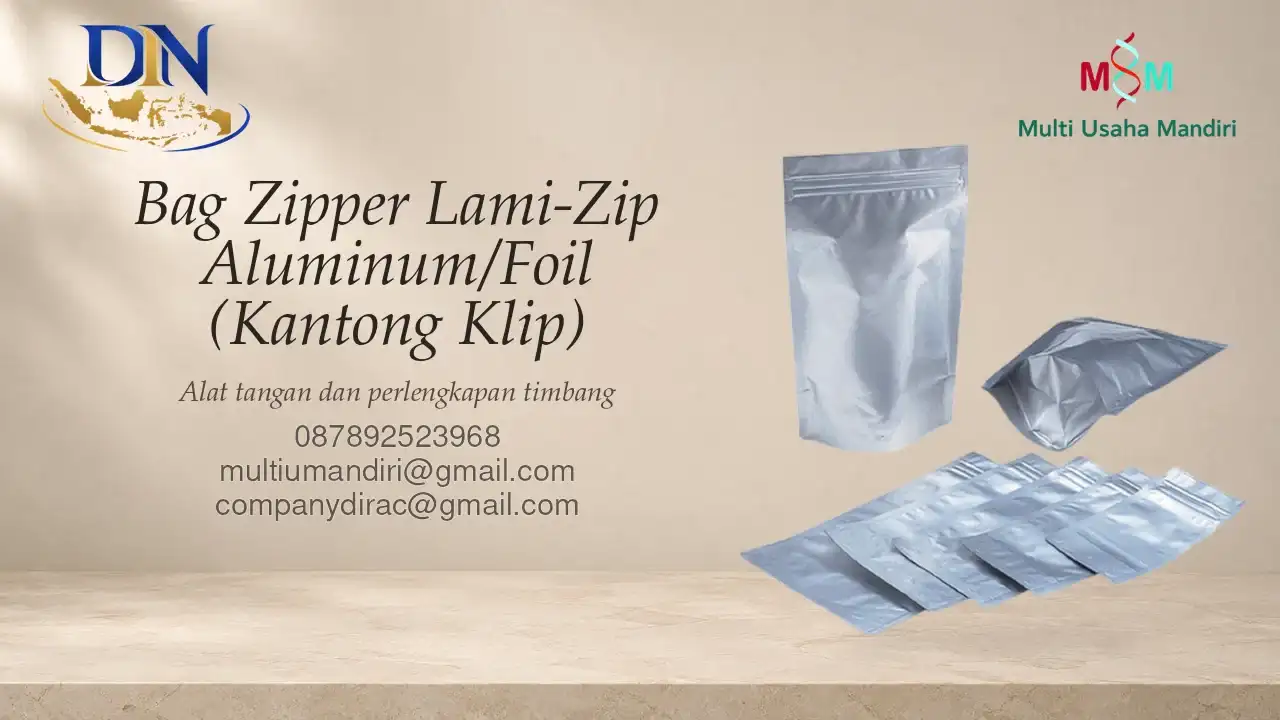 DIN
M M
Multi Usaha Mandiri
Bag Zipper Lami-Zip
Aluminum/Foil
(Kantong Klip)
Alat tangan dan perlengkapan timbang
087892523968
multiumandiri@gmail.com
companydirac@gmail.com